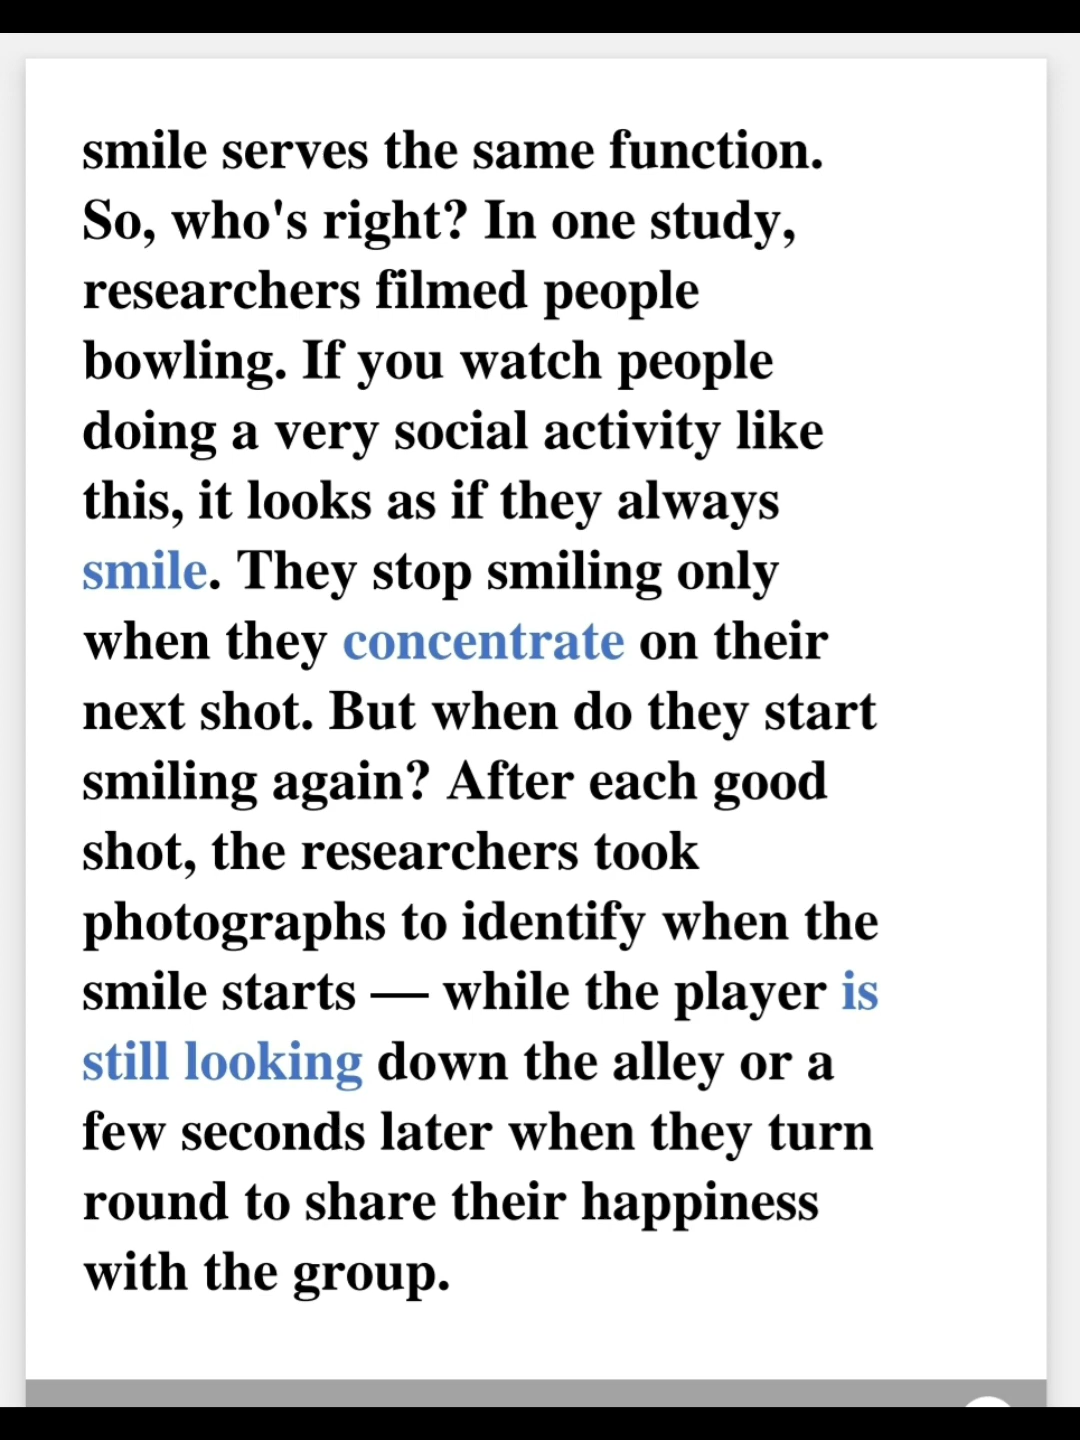 smile serves the same function.
So, who's right? In one study,
researchers filmed people
bowling. If you watch people
doing a very social activity like
this, it looks as if they always
smile. They stop smiling only
when they concentrate on their
next shot. But when do they start
smiling again? After each good
shot, the researchers took
photographs to identify when the
smile starts — while the player is
still looking down the alley or a
few seconds later when they turn
round to share their happiness
with the group.